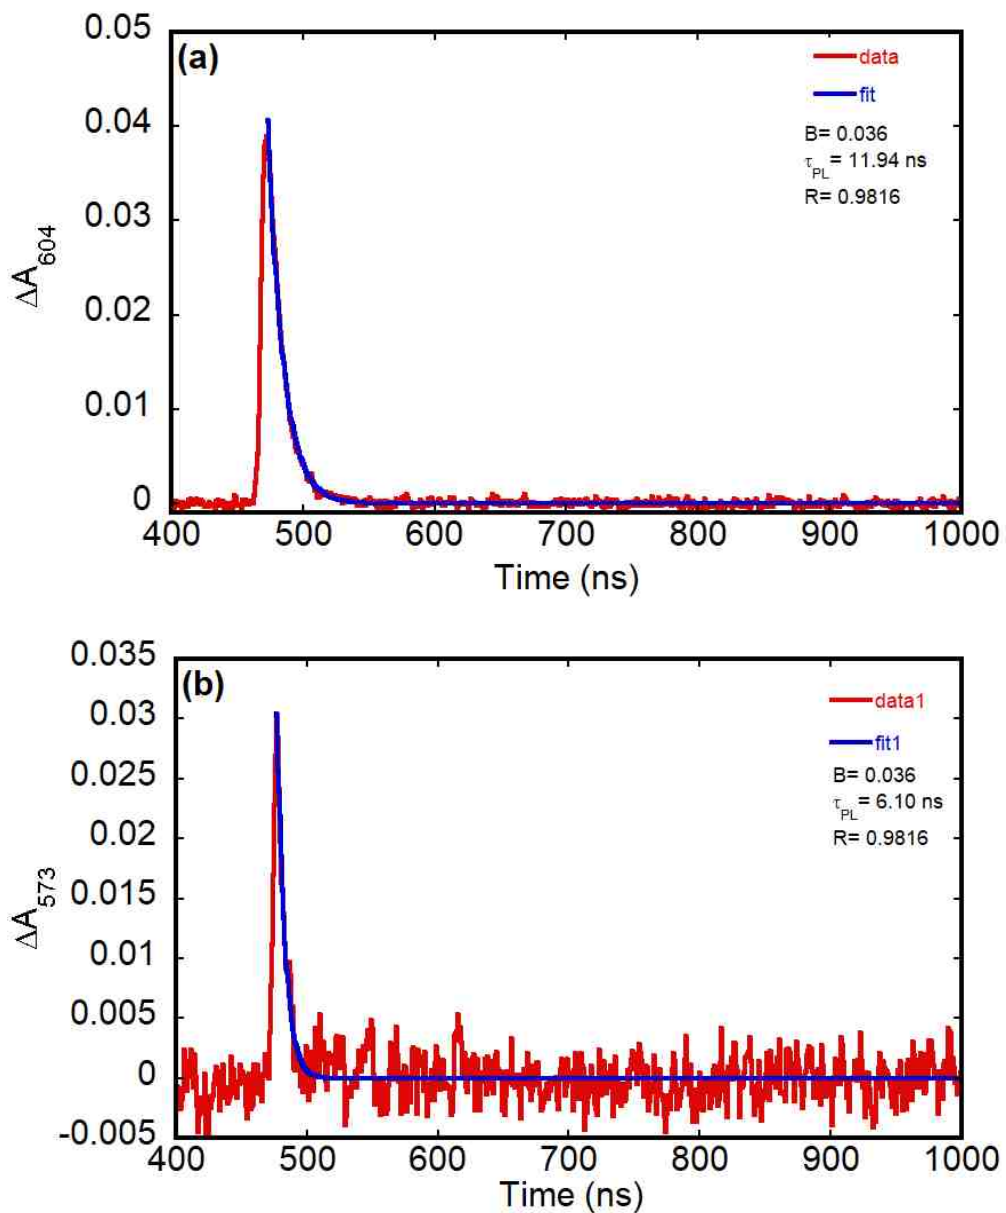 (a)
data
fit
B= 0.036
τPL = 11.94 ns
R= 0.9816
0.05
0.04
0.03
0.02
0.01
0
ΔA604
400 500 600 700 800 900 1000
Time (ns)
(b)
data1
fit1
B= 0.036
τPL = 6.10 ns
R= 0.9816
0.035
0.03
0.025
0.02
0.015
0.01
0.005
0
-0.005
ΔA573
400 500 600 700 800 900 1000
Time (ns)